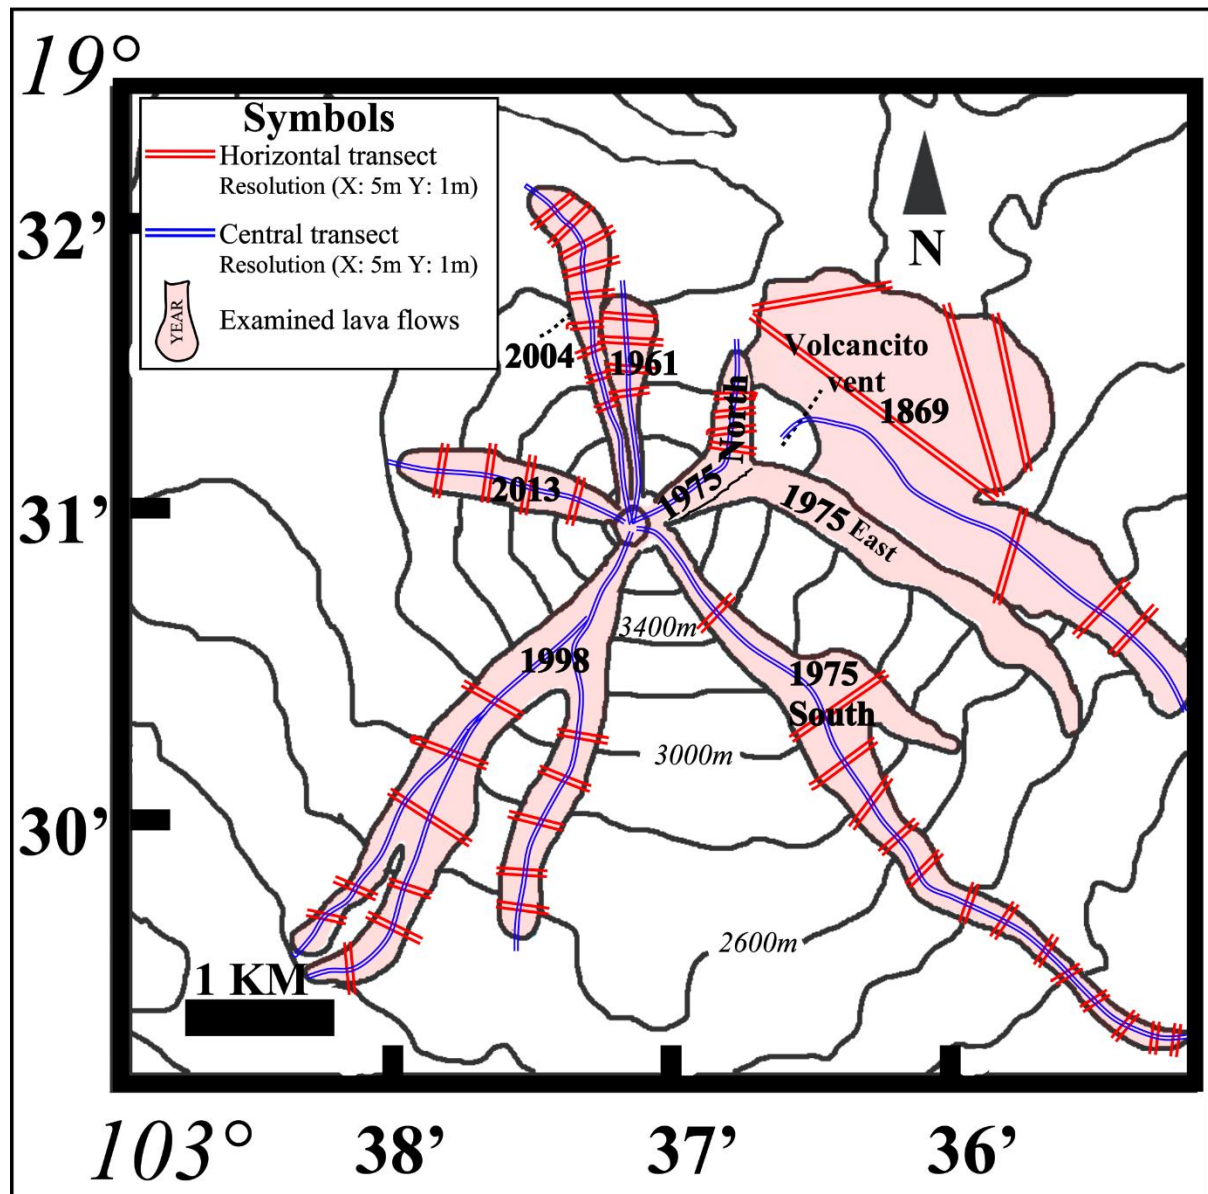 19°
Symbols
Horizontal transect
Resolution (X: 5m Y: 1m)
Central transect
Resolution (X: 5m Y: 1m)
YEAR
Examined lava flows
32’
N
2004
1961
Volcancito
vent
1869
North
1975
1975 East
2013
31’
3400m
1998
1975
South
3000m
30’
2600m
1 KM
103°
38’
37’
36’